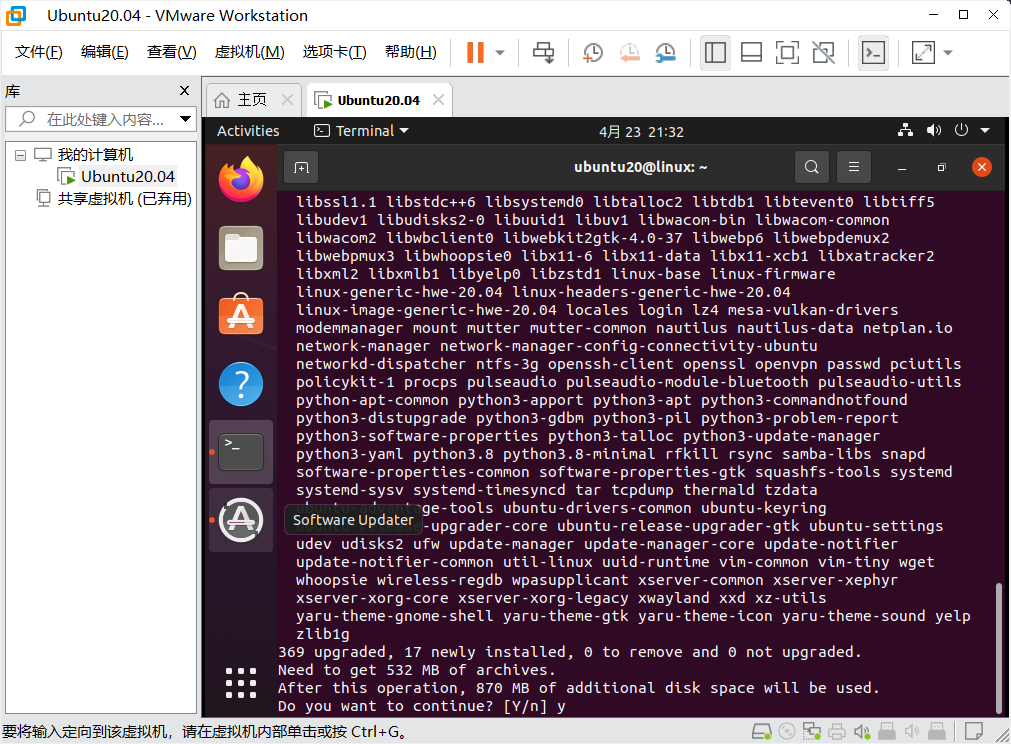 Ubuntu20.04 - VMware Workstation
文件(F) 编辑(E) 查看(V) 虚拟机(M) 选项卡(T) 帮助(H)
库
主页 Ubuntu20.04
在此处键入内容...
我的计算机
Ubuntu20.04
共享虚拟机 (已弃用)
Activities Terminal 4月 23 21:32
ubuntu20@linux: ~
libssl1.1 libstdc++6 libsystemd0 libtalloc2 libtdb1 libtevent0 libtiff5
libudev1 libudisks2-0 libuuid1 libuv1 libwacom-bin libwacom-common
libwacom2 libwbclient0 libwebkit2gtk-4.0-37 libwebp6 libwebpdemux2
libwebpmux3 libwhoopsie0 libx11-6 libx11-data libx11-xcb1 libxatracker2
libxml2 libxmlb1 libyelp0 libzstd1 linux-base linux-firmware
linux-generic-hwe-20.04 linux-headers-generic-hwe-20.04
linux-image-generic-hwe-20.04 locales login lz4 mesa-vulkan-drivers
modemmanager mount mutter mutter-common nautilus nautilus-data netplan.io
network-manager network-manager-config-connectivity-ubuntu
networkd-dispatcher ntfs-3g openssh-client openssl openvpn passwd pciutils
policykit-1 procps pulseaudio pulseaudio-module-bluetooth pulseaudio-utils
python-apt-common python3-apport python3-apt python3-commandnotfound
python3-distupgrade python3-gdbm python3-pil python3-problem-report
python3-software-properties python3-talloc python3-update-manager
python3-yaml python3.8 python3.8-minimal rfkill rsync samba-libs snapd
software-properties-common software-properties-gtk squashfs-tools systemd
systemd-sysv systemd-timesyncd tar tcpdump thermald tzdata
ubuntu-advantage-tools ubuntu-drivers-common ubuntu-keyring
Software Updater
-upgrader-core ubuntu-release-upgrader-gtk ubuntu-settings
udev udisks2 ufw update-manager update-manager-core update-notifier
update-notifier-common util-linux uuid-runtime vim-common vim-tiny wget
whoopsie wireless-regdb wpasupplicant xserver-common xserver-xephyr
xserver-xorg-core xserver-xorg-legacy xwayland xxd xz-utils
yaru-theme-gnome-shell yaru-theme-gtk yaru-theme-icon yaru-theme-sound yelp
zlib1g
369 upgraded, 17 newly installed, 0 to remove and 0 not upgraded.
Need to get 532 MB of archives.
After this operation, 870 MB of additional disk space will be used.
Do you want to continue? [Y/n] y
要将输入定向到该虚拟机，请在虚拟机内部单击或按 Ctrl+G。